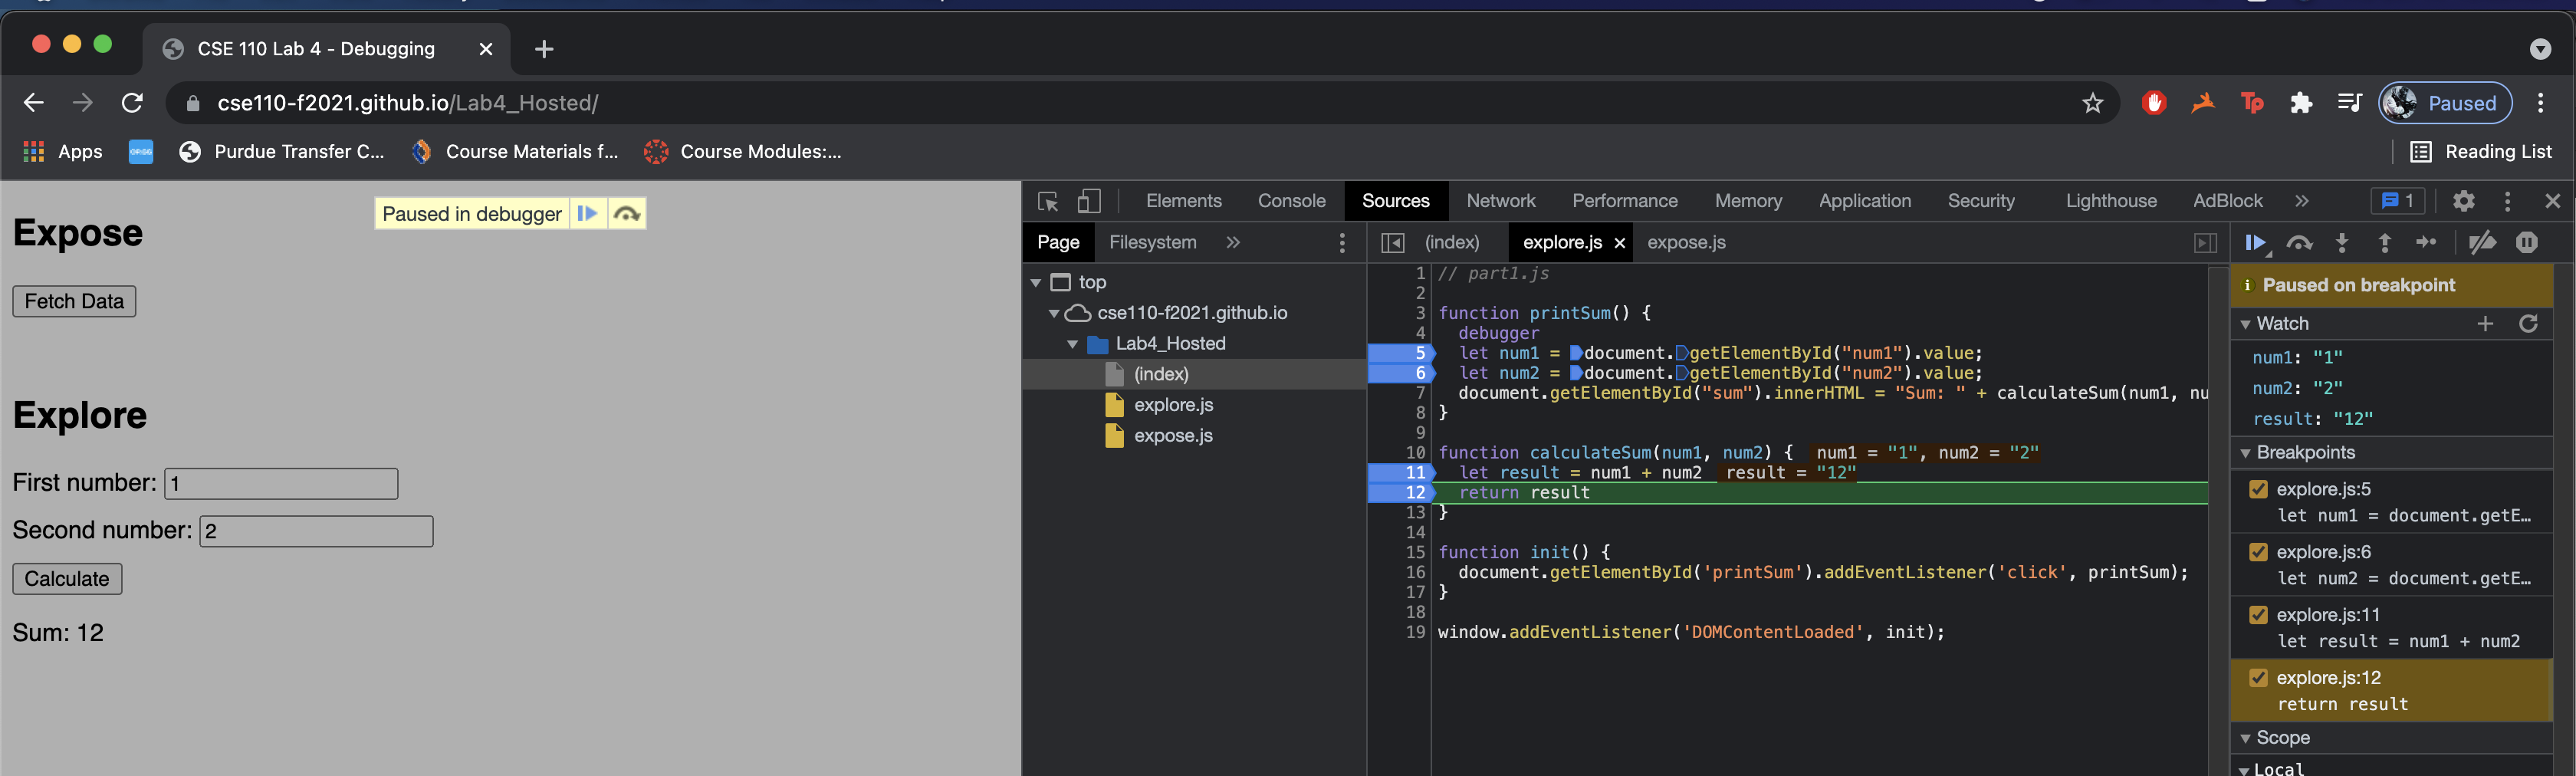 CSE 110 Lab 4 - Debugging
cse110-f2021.github.io/Lab4_Hosted/
Tp
Paused
Apps
Purdue Transfer C...
Course Materials f...
Course Modules:...
Reading List
Expose
Paused in debugger
Fetch Data
Explore
First number: 1
Second number: 2
Calculate
Sum: 12
Elements Console Sources Network Performance Memory Application Security Lighthouse AdBlock » 1
Page Filesystem »
top
cse110-f2021.github.io
Lab4_Hosted
(index)
explore.js
expose.js
(index) explore.js expose.js
1 // part1.js
2
3 function printSum() {
4 debugger
5 let num1 = document.getElementById("num1").value;
6 let num2 = document.getElementById("num2").value;
7 document.getElementById("sum").innerHTML = "Sum: " + calculateSum(num1, nu
8 }
9
10 function calculateSum(num1, num2) { num1 = "1", num2 = "2"
11 let result = num1 + num2 result = "12"
12 return result
13 }
14
15 function init() {
16 document.getElementById('printSum').addEventListener('click', printSum);
17 }
18
19 window.addEventListener('DOMContentLoaded', init);
Paused on breakpoint
Watch
num1: "1"
num2: "2"
result: "12"
Breakpoints
explore.js:5
let num1 = document.getE…
explore.js:6
let num2 = document.getE…
explore.js:11
let result = num1 + num2
explore.js:12
return result
Scope
Local